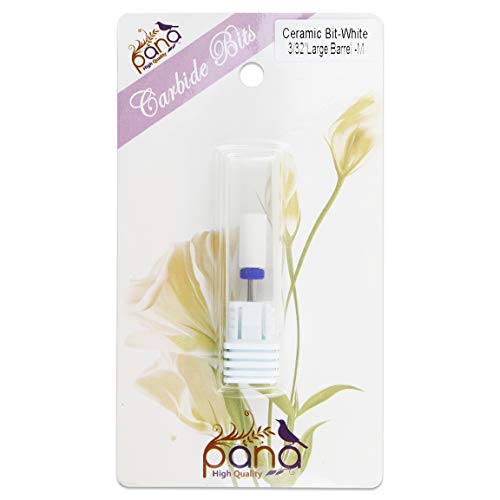 pana
High Quality
Carbide Bits
Ceramic Bit-White
3/32"Large Barrel -M
pana
High Quality